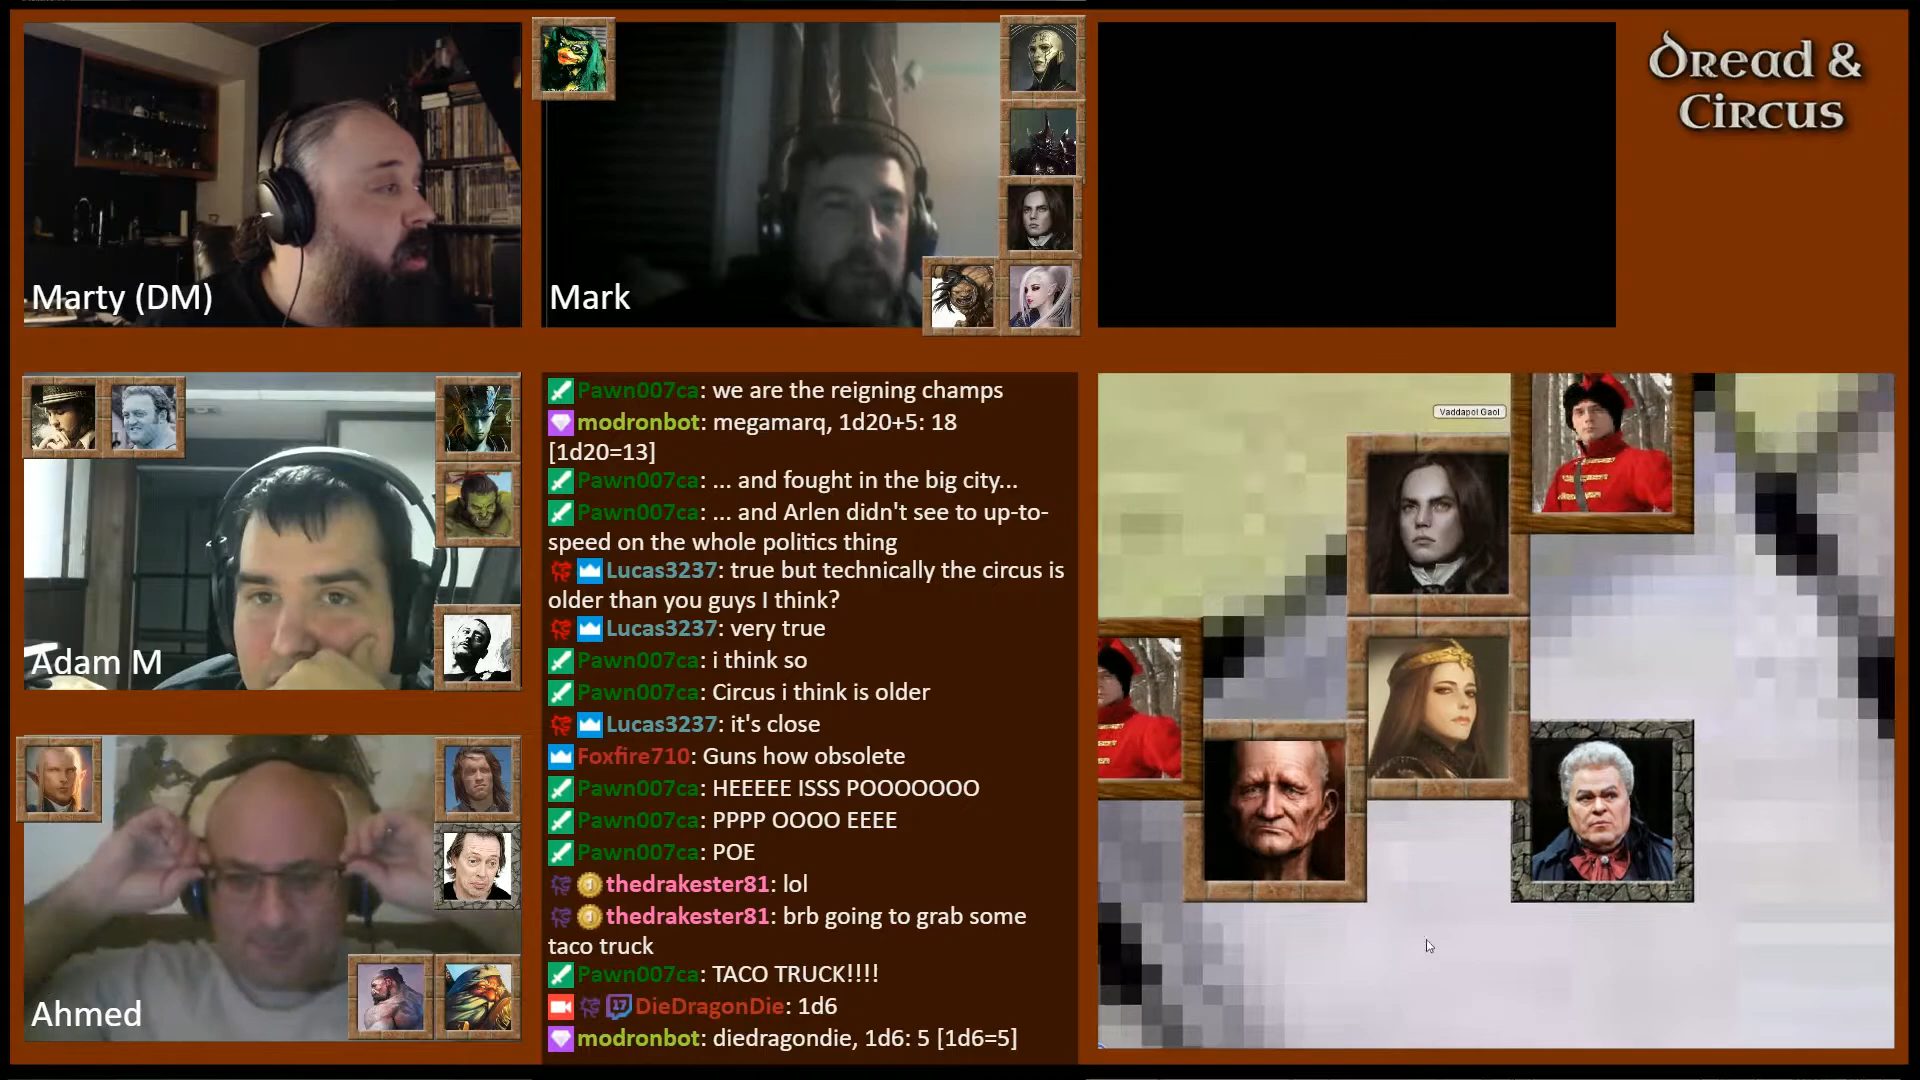 Dread &
Circus
Marty (DM)
Mark
Adam M
Ahmed
Pawn007ca: we are the reigning champs
modronbot: megamarq, 1d20+5: 18
[1d20=13]
Pawn007ca: ... and fought in the big city...
Pawn007ca: ... and Arlen didn't see to up-to-
speed on the whole politics thing
Lucas3237: true but technically the circus is
older than you guys I think?
Lucas3237: very true
Pawn007ca: i think so
Pawn007ca: Circus i think is older
Lucas3237: it's close
Foxfire710: Guns how obsolete
Pawn007ca: HEEEEE ISSS POOOOOOO
Pawn007ca: PPPP OOOO EEEE
Pawn007ca: POE
thedrakester81: lol
thedrakester81: brb going to grab some
taco truck
Pawn007ca: TACO TRUCK!!!!
17 DieDragonDie: 1d6
modronbot: diedragondie, 1d6: 5 [1d6=5]
Vaddapol Gaol